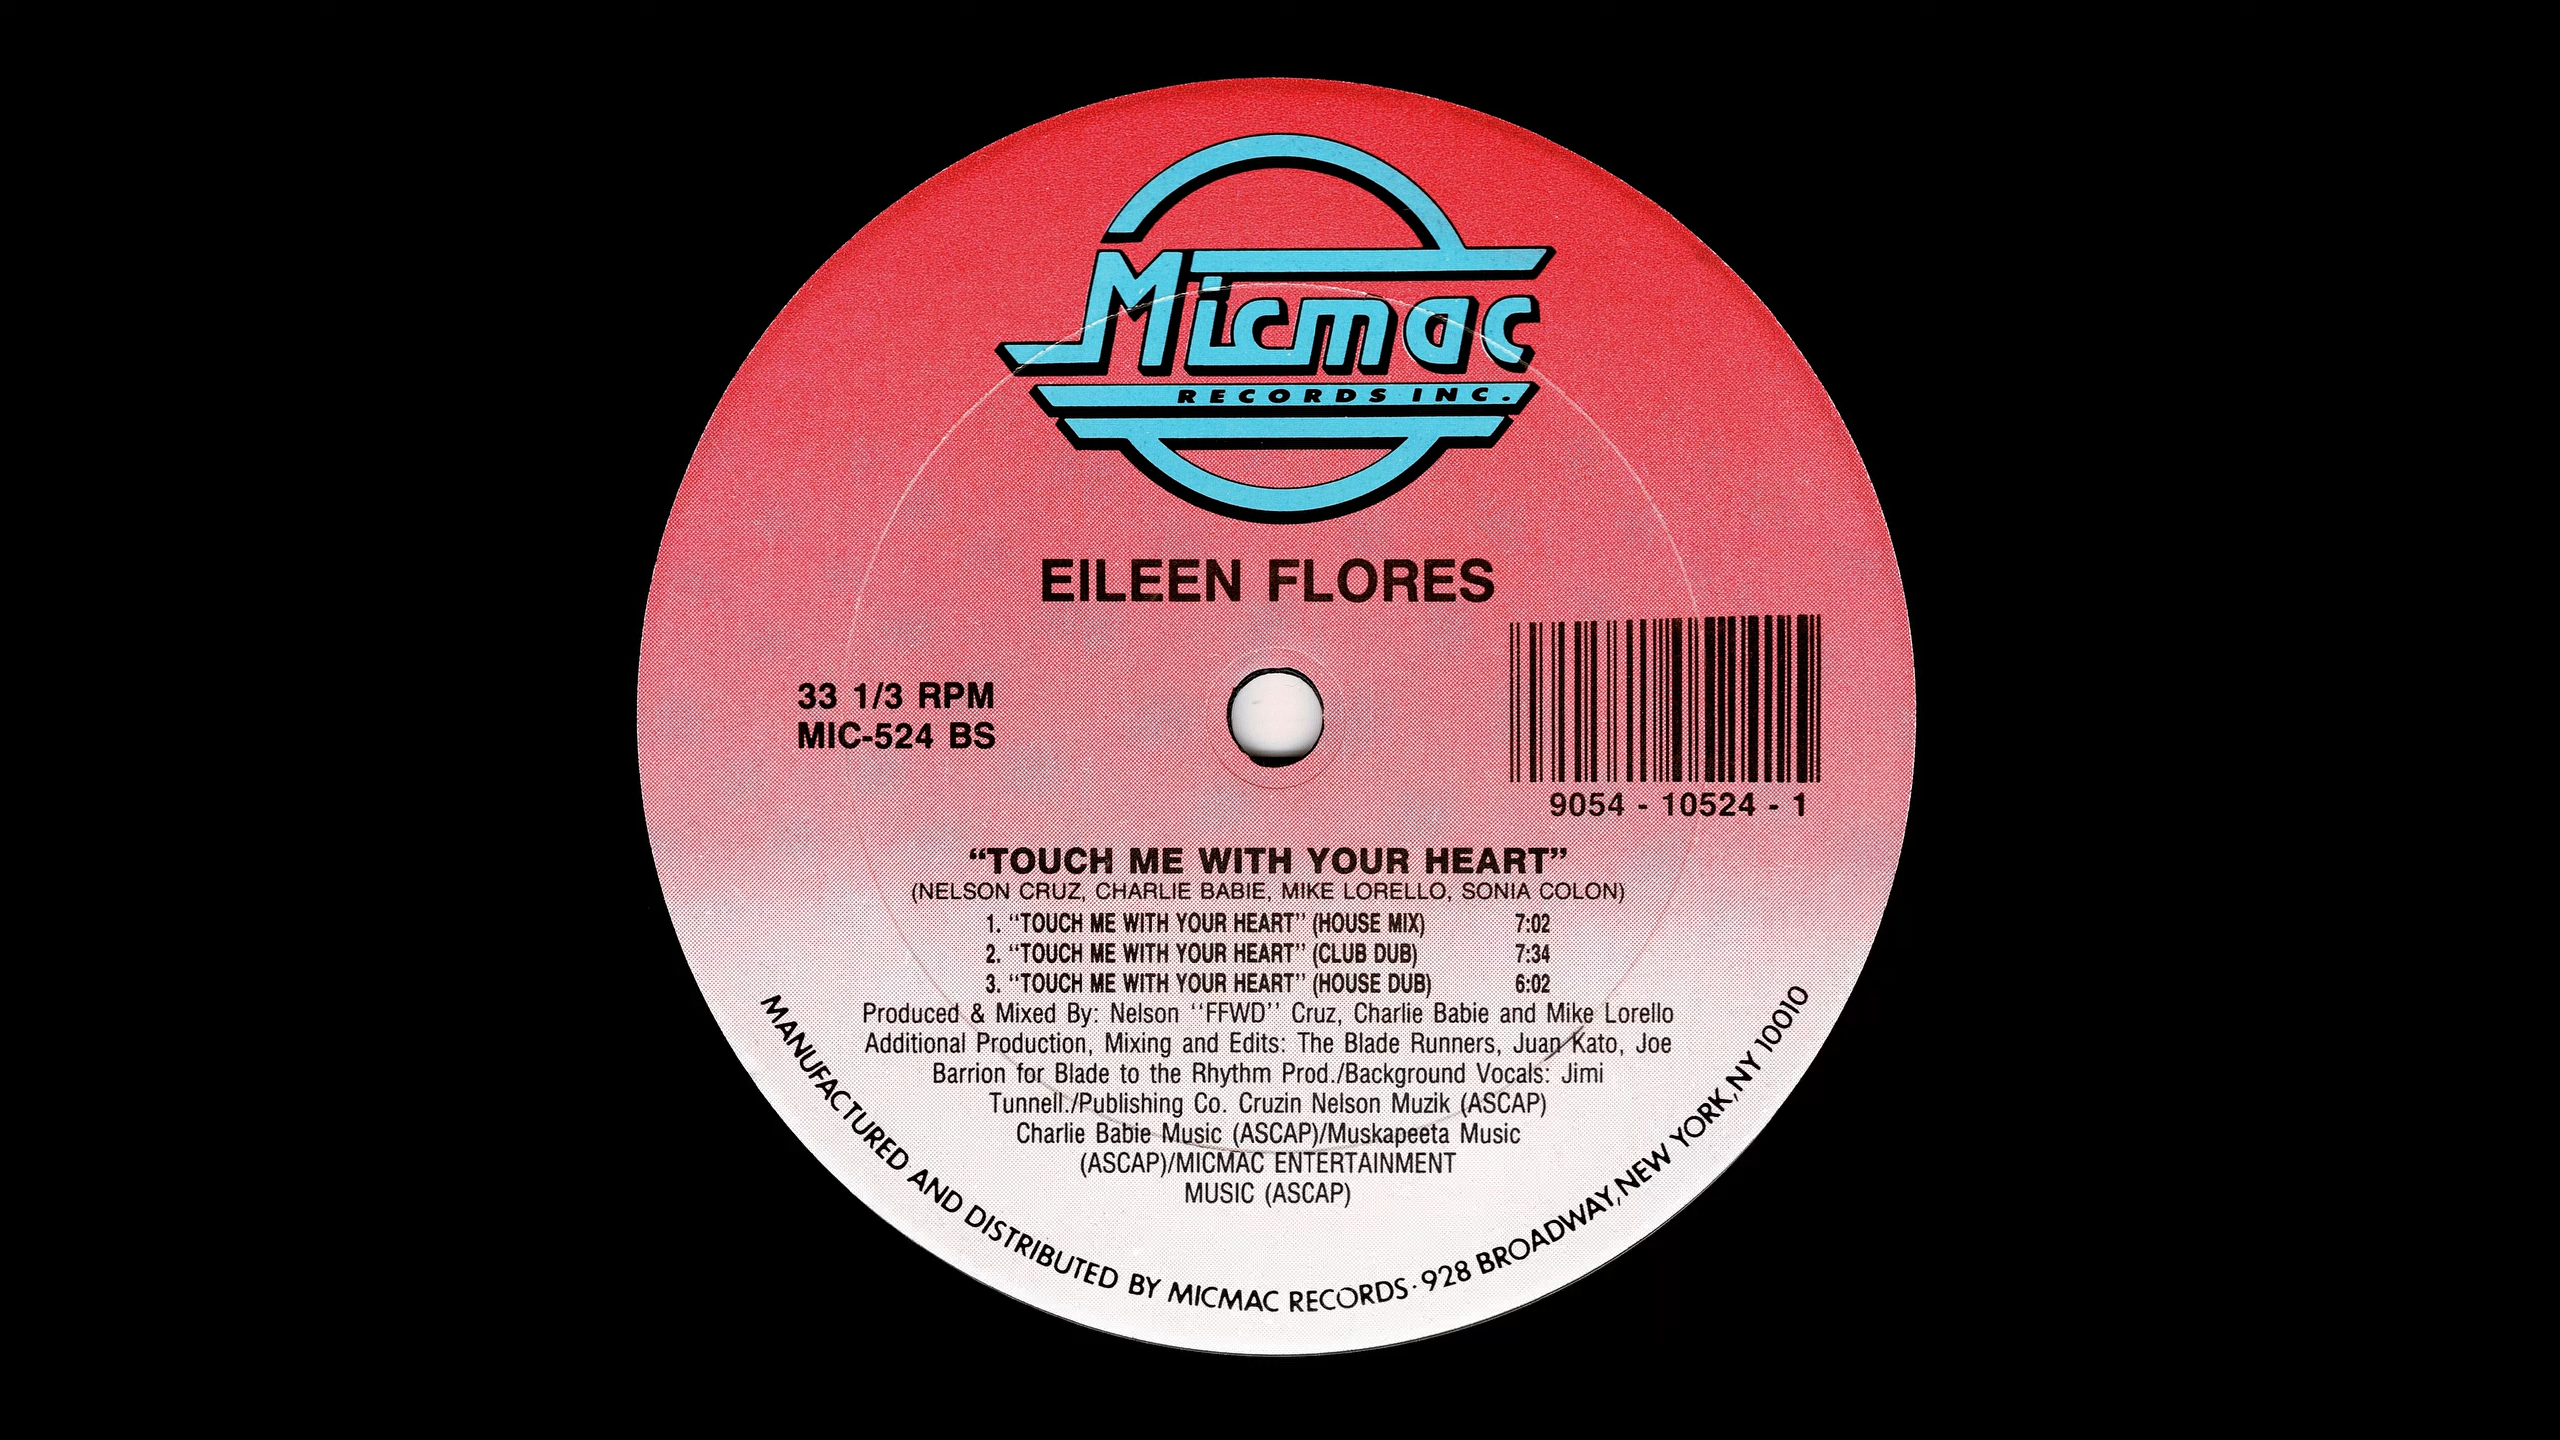 Micmac
RECORDS INC.
EILEEN FLORES
33 1/3 RPM
MIC-524 BS
9054 - 10524 - 1
“TOUCH ME WITH YOUR HEART”
(NELSON CRUZ, CHARLIE BABIE, MIKE LORELLO, SONIA COLON)
1. “TOUCH ME WITH YOUR HEART” (HOUSE MIX) 7:02
2. “TOUCH ME WITH YOUR HEART” (CLUB DUB) 7:34
3. “TOUCH ME WITH YOUR HEART” (HOUSE DUB) 6:02
Produced & Mixed By: Nelson “FFWD” Cruz, Charlie Babie and Mike Lorello
Additional Production, Mixing and Edits: The Blade Runners, Juan Kato, Joe
Barrion for Blade to the Rhythm Prod./Background Vocals: Jimi
Tunnell./Publishing Co. Cruzin Nelson Muzik (ASCAP)
Charlie Babie Music (ASCAP)/Muskapeeta Music
(ASCAP)/MICMAC ENTERTAINMENT
MUSIC (ASCAP)
MANUFACTURED AND DISTRIBUTED BY MICMAC RECORDS · 928 BROADWAY, NEW YORK, NY 10010